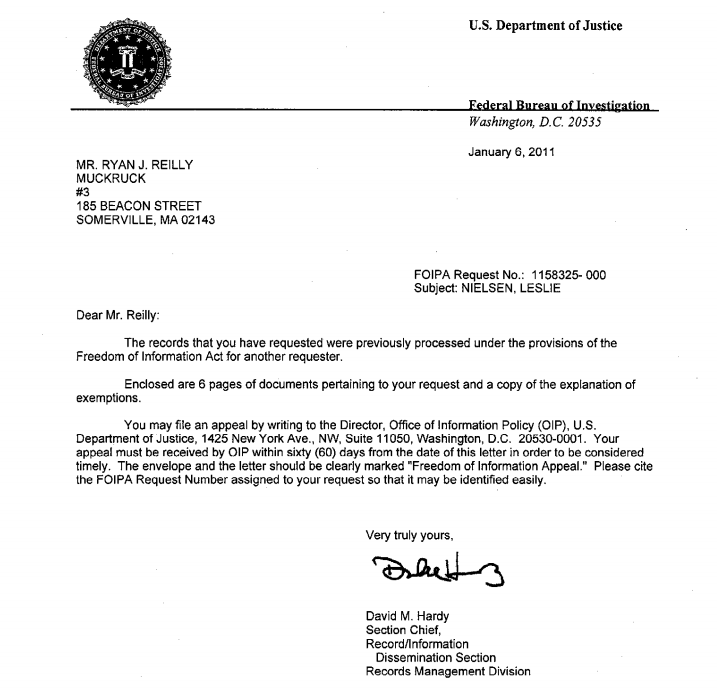 U.S. Department of Justice
DEPARTMENT OF JUSTICE
FEDERAL BUREAU OF INVESTIGATION
Federal Bureau of Investigation
Washington, D.C. 20535
January 6, 2011
MR. RYAN J. REILLY
MUCKRUCK
#3
185 BEACON STREET
SOMERVILLE, MA 02143
FOIPA Request No.: 1158325- 000
Subject: NIELSEN, LESLIE
Dear Mr. Reilly:
The records that you have requested were previously processed under the provisions of the
Freedom of Information Act for another requester.
Enclosed are 6 pages of documents pertaining to your request and a copy of the explanation of
exemptions.
You may file an appeal by writing to the Director, Office of Information Policy (OIP), U.S.
Department of Justice, 1425 New York Ave., NW, Suite 11050, Washington, D.C. 20530-0001. Your
appeal must be received by OIP within sixty (60) days from the date of this letter in order to be considered
timely. The envelope and the letter should be clearly marked "Freedom of Information Appeal." Please cite
the FOIPA Request Number assigned to your request so that it may be identified easily.
Very truly yours,
David M. Hardy
Section Chief,
Record/Information
Dissemination Section
Records Management Division